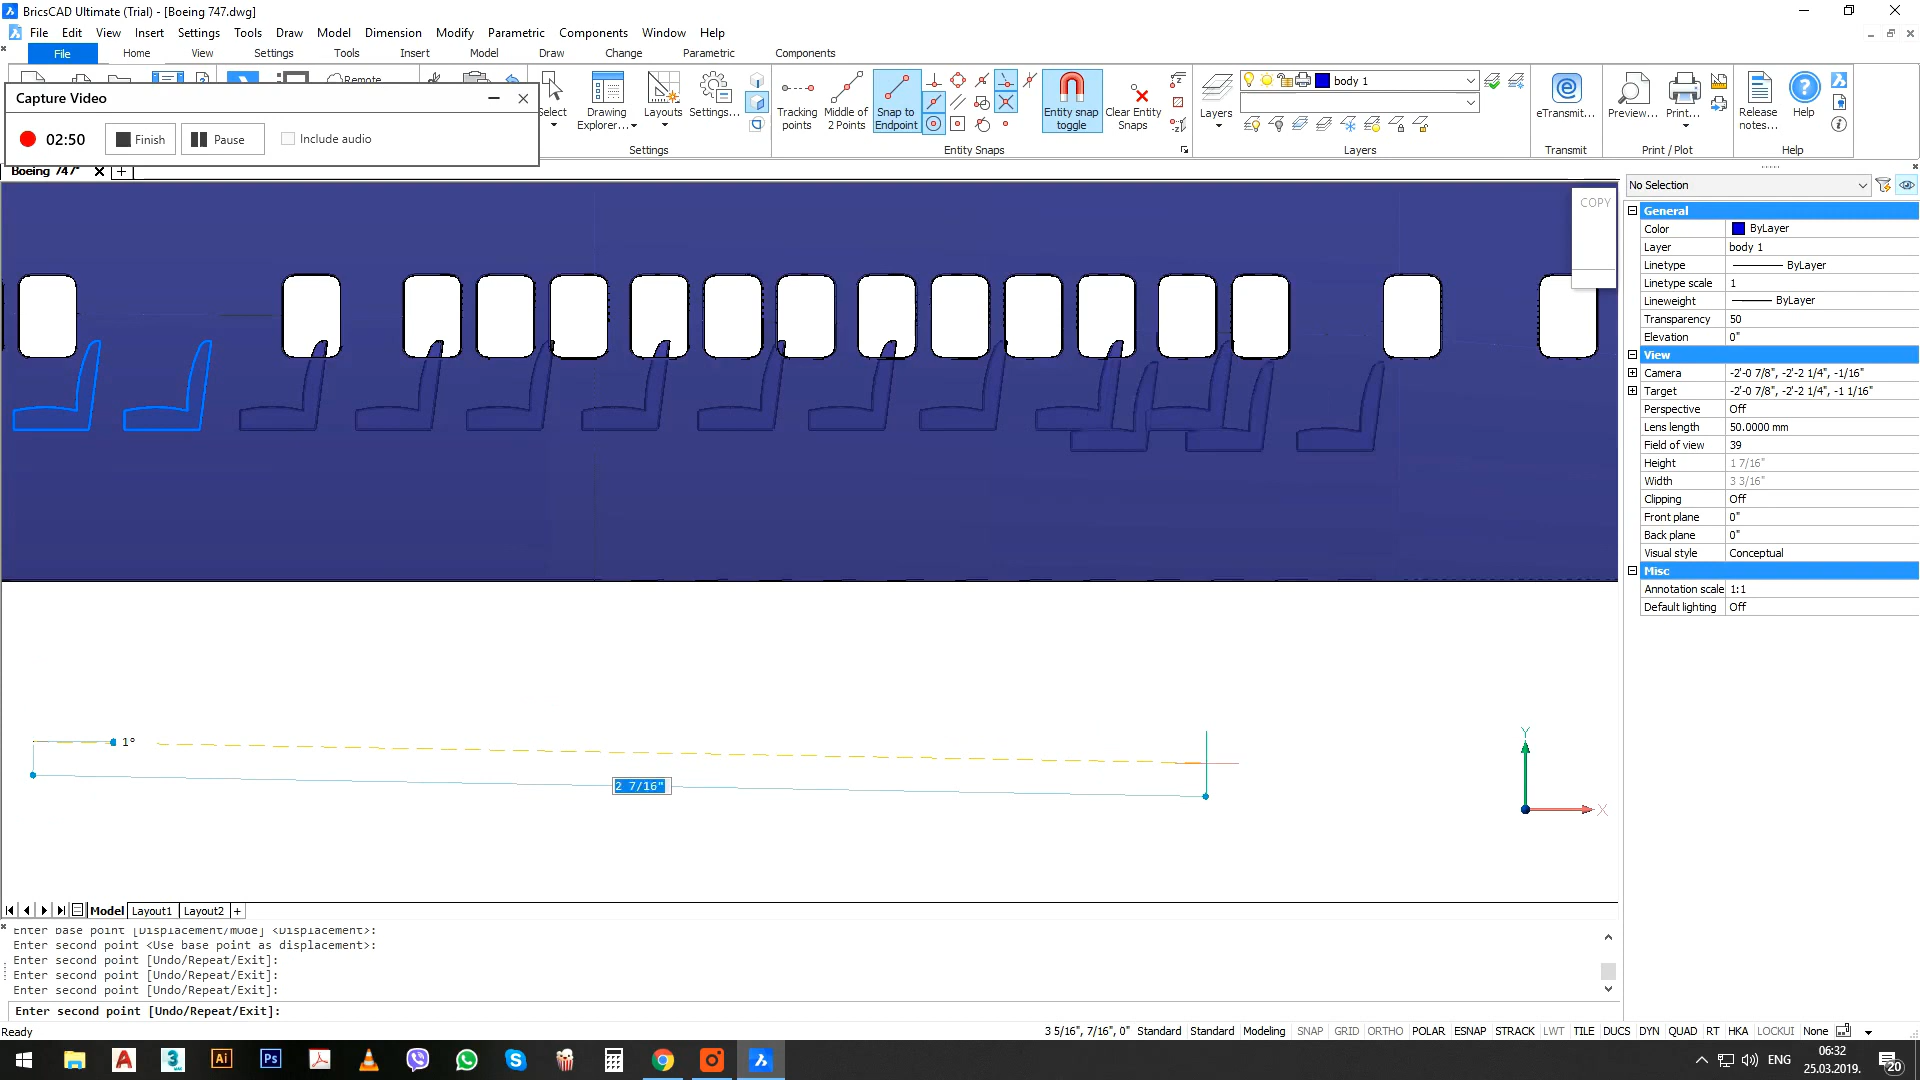 BricsCAD Ultimate (Trial) - [Boeing 747.dwg]
File Edit View Insert Settings Tools Draw Model Dimension Modify Parametric Components Window Help
File Home View Settings Tools Insert Model Draw Change Parametric Components
Remote
Capture Video
02:50 Finish Pause Include audio
Select
Drawing Explorer...
Layouts
Settings...
Settings
Tracking points
Middle of 2 Points
Snap to Endpoint
Entity snap toggle
Clear Entity Snaps
Entity Snaps
Layers
body 1
Layers
eTransmit...
Transmit
Preview...
Print...
Print / Plot
Release notes...
Help
Help
Boeing 747*
COPY
1°
2 7/16"
Y
X
No Selection
General
Color ByLayer
Layer body 1
Linetype ByLayer
Linetype scale 1
Lineweight ByLayer
Transparency 50
Elevation 0"
View
Camera -2'-0 7/8", -2'-2 1/4", -1/16"
Target -2'-0 7/8", -2'-2 1/4", -1 1/16"
Perspective Off
Lens length 50.0000 mm
Field of view 39
Height 1 7/16"
Width 3 3/16"
Clipping Off
Front plane 0"
Back plane 0"
Visual style Conceptual
Misc
Annotation scale 1:1
Default lighting Off
Model Layout1 Layout2 +
Enter base point [Displacement/mode] <Displacement>:
Enter second point <Use base point as displacement>:
Enter second point [Undo/Repeat/Exit]:
Enter second point [Undo/Repeat/Exit]:
Enter second point [Undo/Repeat/Exit]:
Enter second point [Undo/Repeat/Exit]:
Ready 3 5/16", 7/16", 0" Standard Standard Modeling SNAP GRID ORTHO POLAR ESNAP STRACK LWT TILE DUCS DYN QUAD RT HKA LOCKUI None
ENG
06:32
25.03.2019.
20